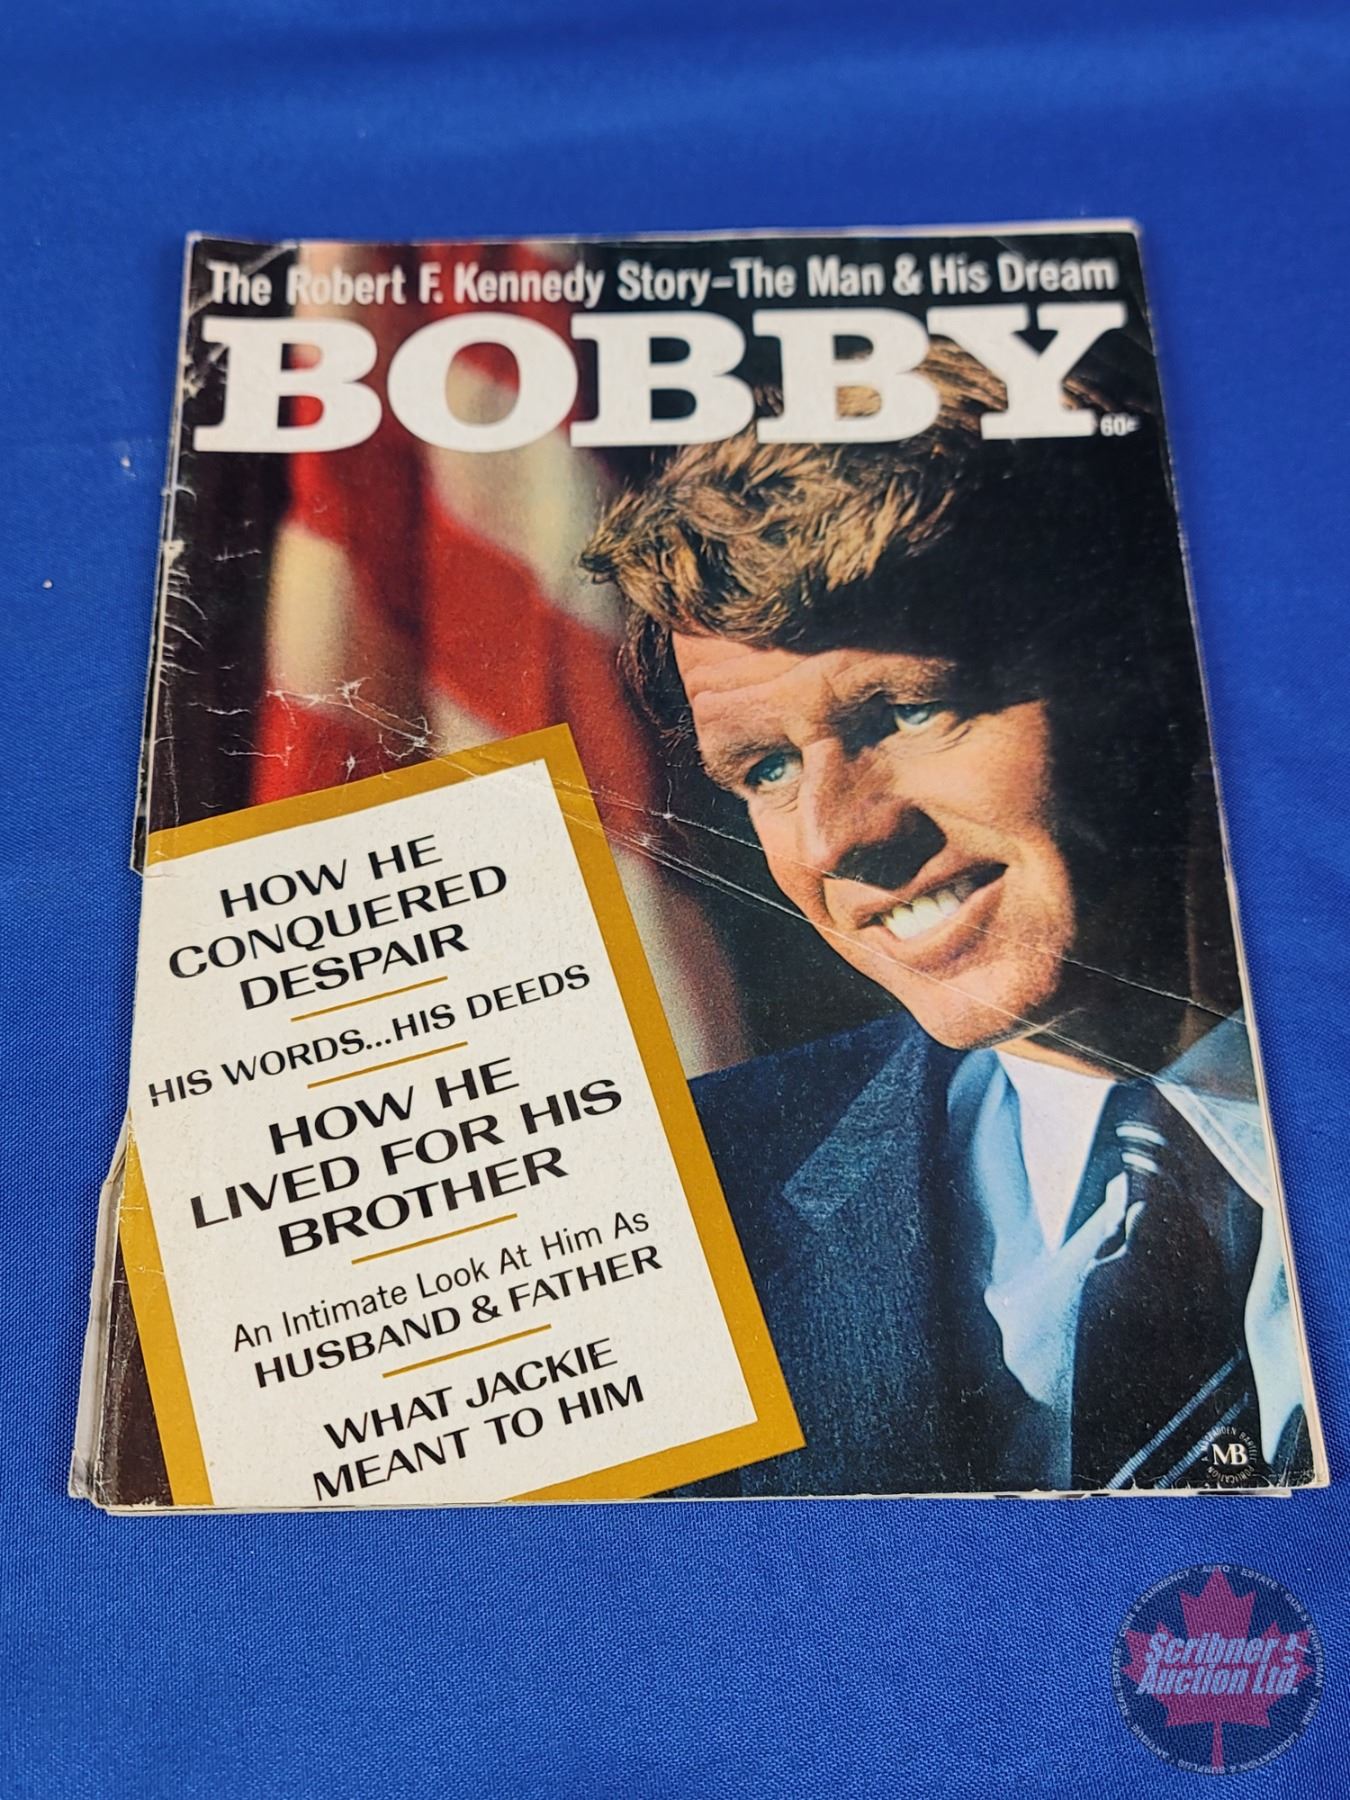 The Robert F. Kennedy Story–The Man & His Dream
BOBBY
60¢
HOW HE
CONQUERED
DESPAIR
HIS WORDS...HIS DEEDS
HOW HE
LIVED FOR HIS
BROTHER
An Intimate Look At Him As
HUSBAND & FATHER
WHAT JACKIE
MEANT TO HIM
MB
Scribner
Auction Ltd.